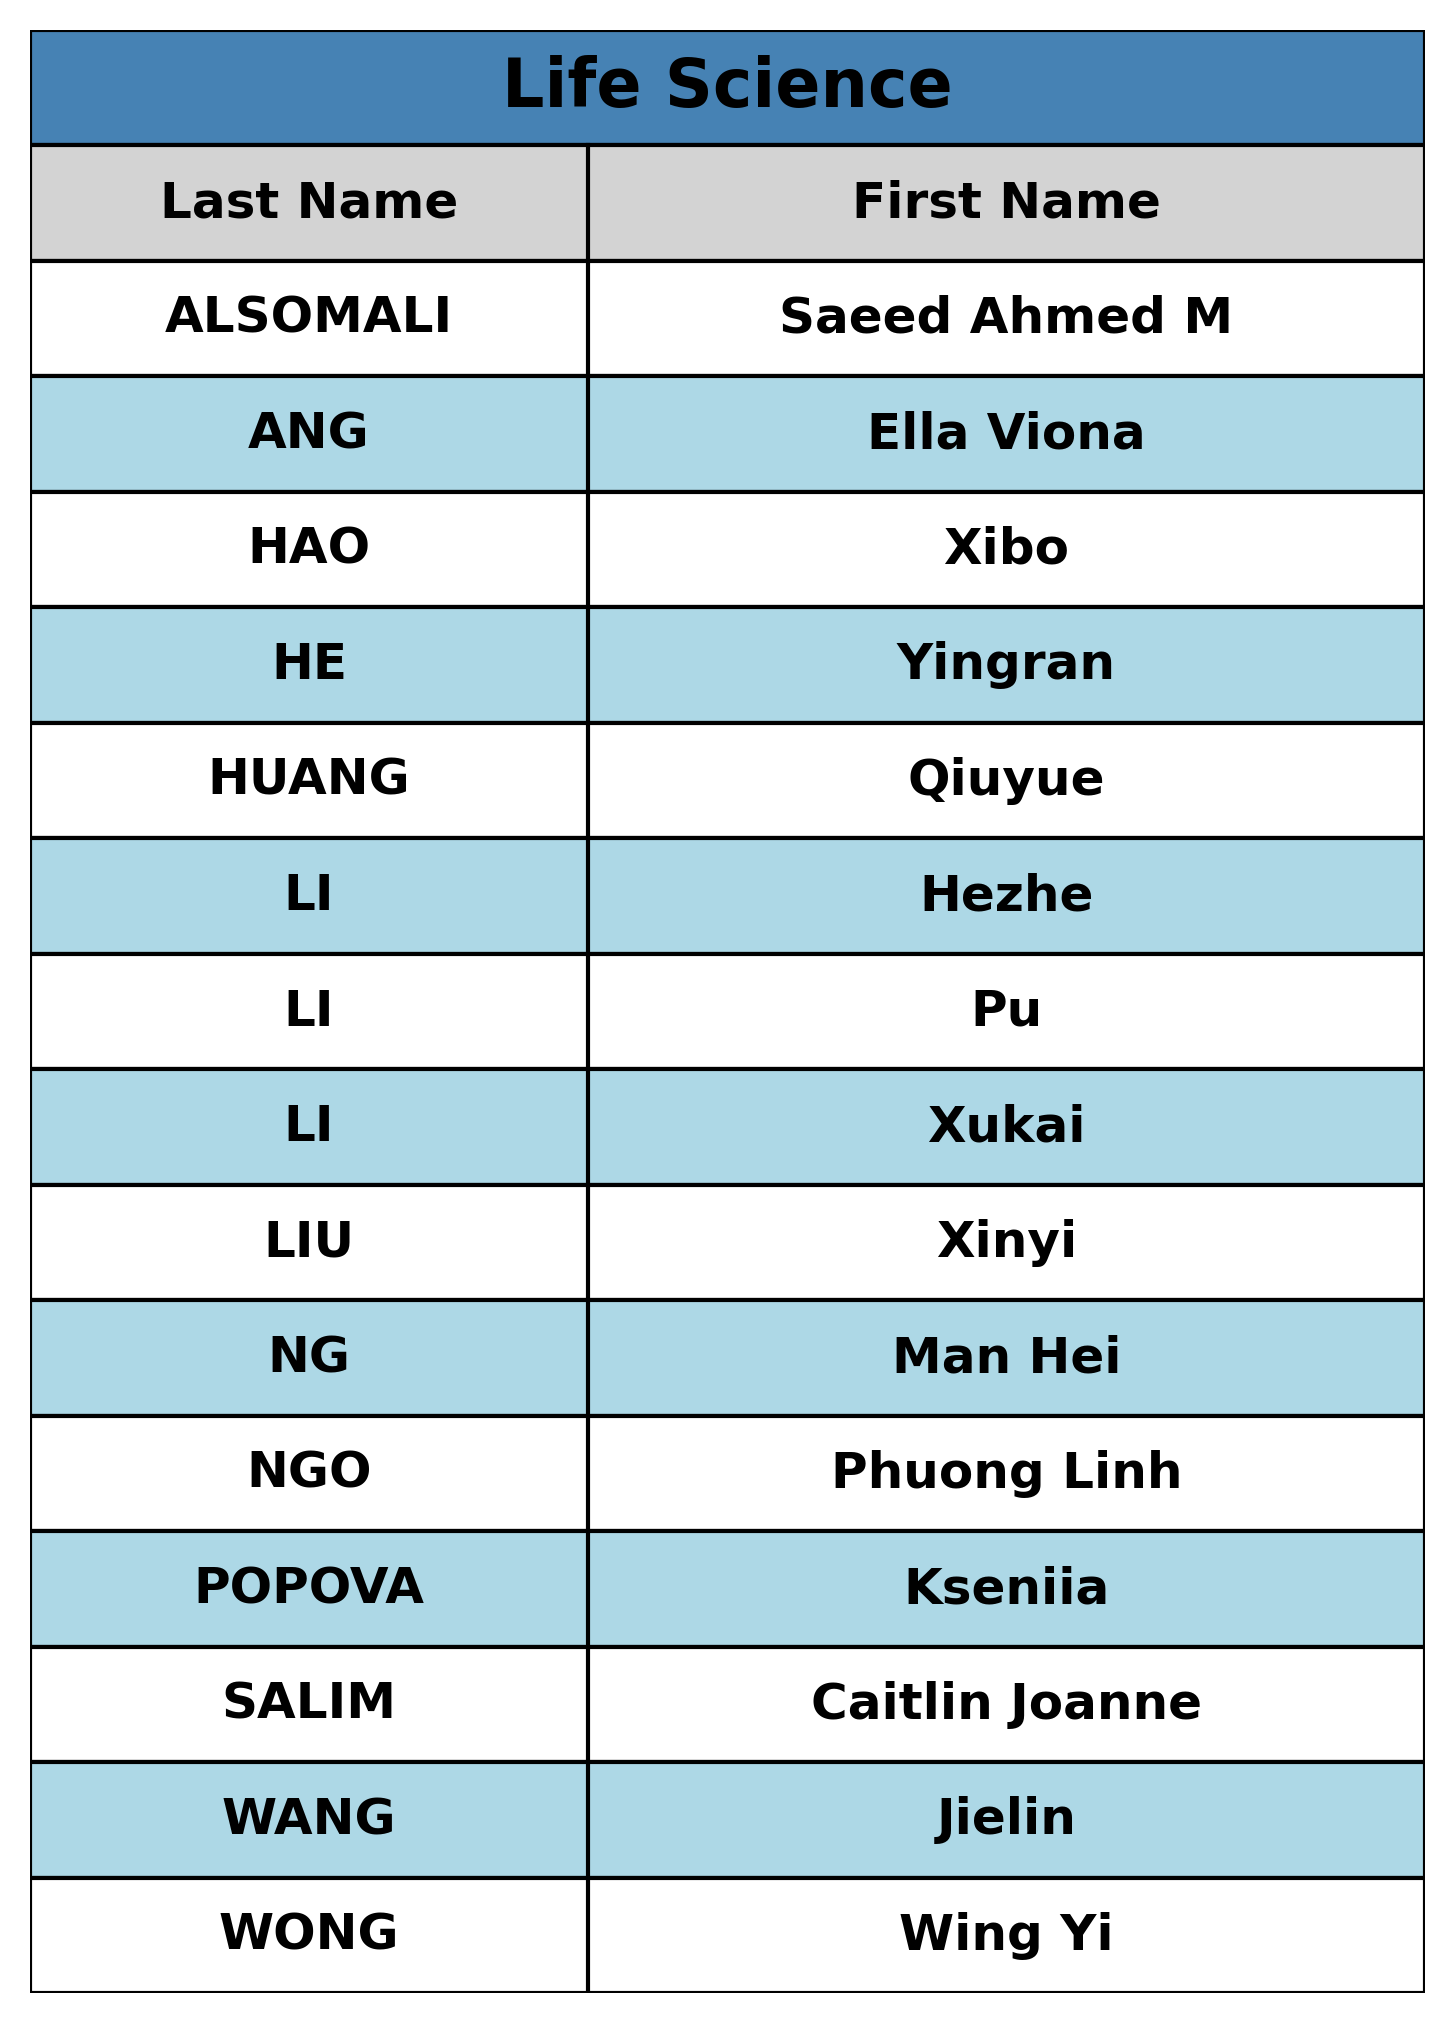 Life Science
Last Name First Name
ALSOMALI Saeed Ahmed M
ANG Ella Viona
HAO Xibo
HE Yingran
HUANG Qiuyue
LI Hezhe
LI Pu
LI Xukai
LIU Xinyi
NG Man Hei
NGO Phuong Linh
POPOVA Kseniia
SALIM Caitlin Joanne
WANG Jielin
WONG Wing Yi